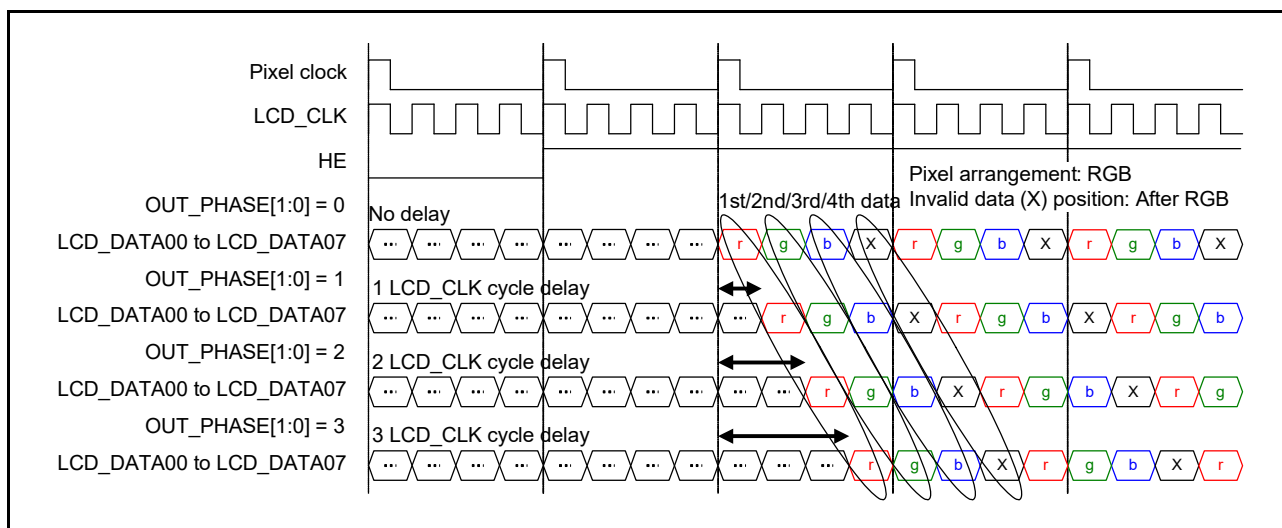 Pixel clock
LCD_CLK
HE
Pixel arrangement: RGB
OUT_PHASE[1:0] = 0
No delay
1st/2nd/3rd/4th data
Invalid data (X) position: After RGB
LCD_DATA00 to LCD_DATA07
... ... ... ... ... ... ... ... r g b X r g b X r g b X
OUT_PHASE[1:0] = 1
1 LCD_CLK cycle delay
LCD_DATA00 to LCD_DATA07
... ... ... ... ... ... ... ... ... r g b X r g b X r g b
OUT_PHASE[1:0] = 2
2 LCD_CLK cycle delay
LCD_DATA00 to LCD_DATA07
... ... ... ... ... ... ... ... ... ... r g b X r g b X r g
OUT_PHASE[1:0] = 3
3 LCD_CLK cycle delay
LCD_DATA00 to LCD_DATA07
... ... ... ... ... ... ... ... ... ... ... r g b X r g b X r